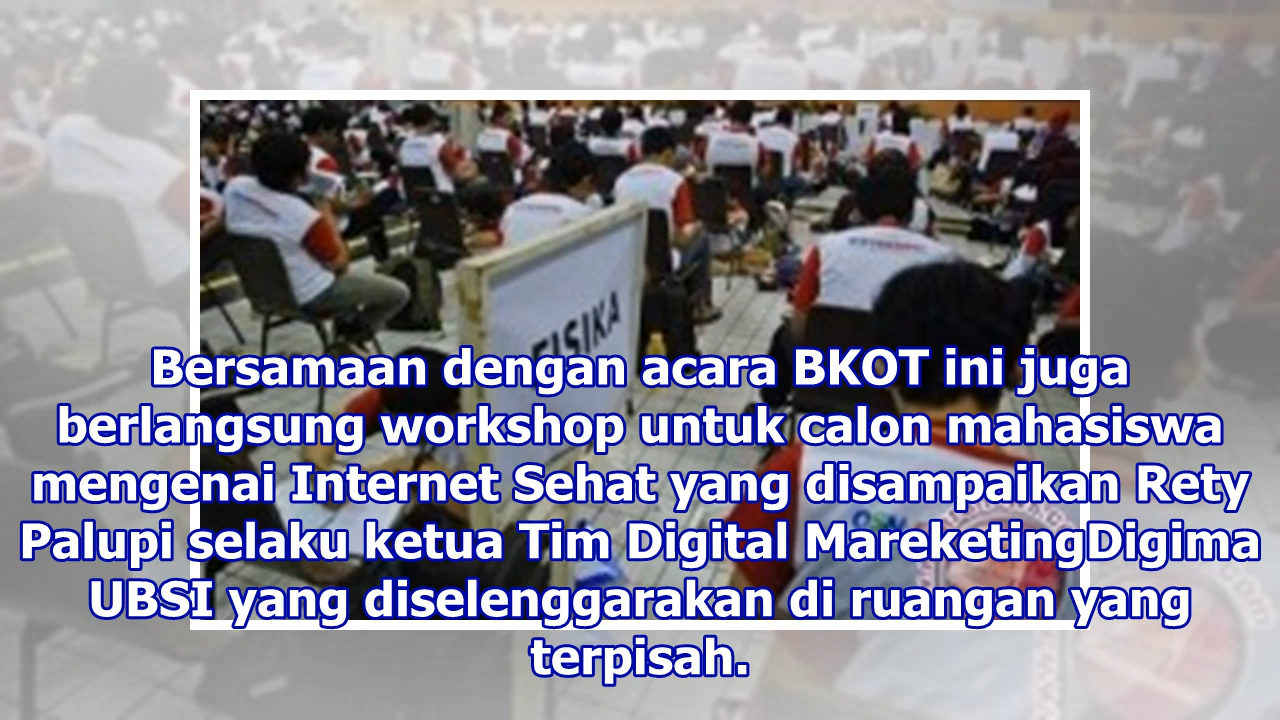 FISIKA
Bersamaan dengan acara BKOT ini juga
berlangsung workshop untuk calon mahasiswa
mengenai Internet Sehat yang disampaikan Rety
Palupi selaku ketua Tim Digital MareketingDigima
UBSI yang diselenggarakan di ruangan yang
terpisah.